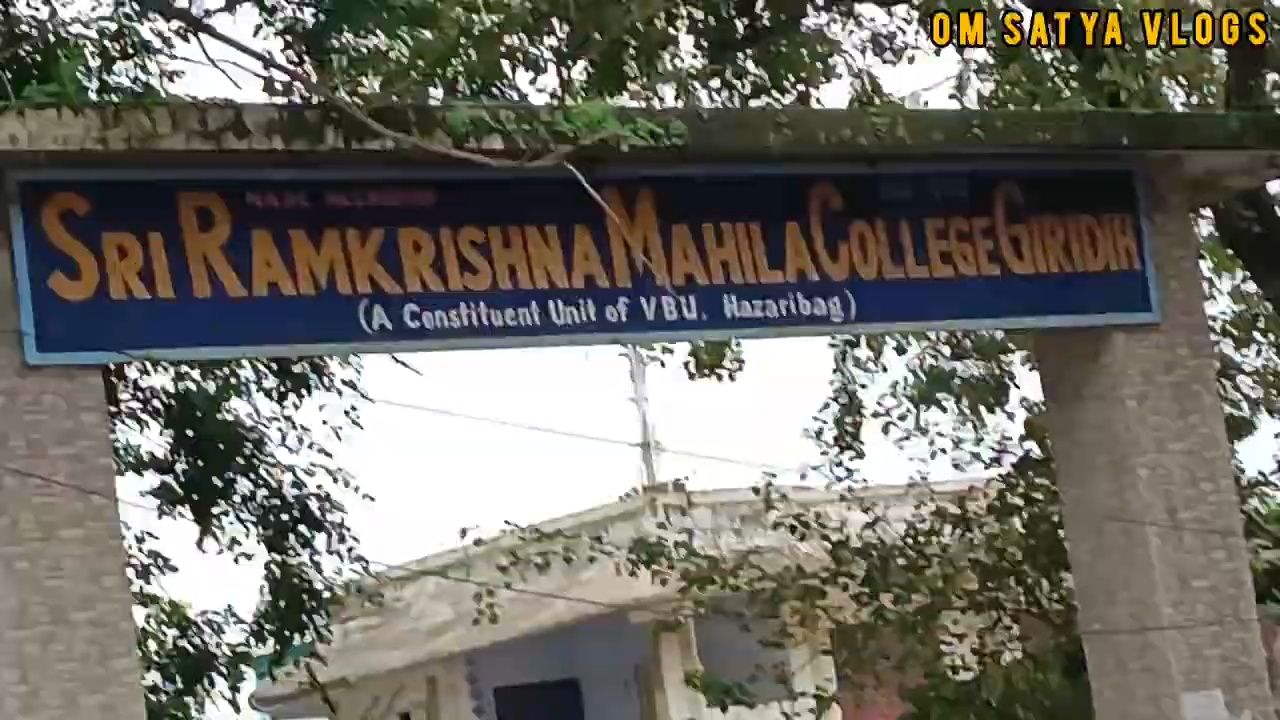 OM SATYA VLOGS
SRI RAMKRISHNA MAHILA COLLEGE GIRIDIH
(A Constituent Unit of VBU. Hazaribag)